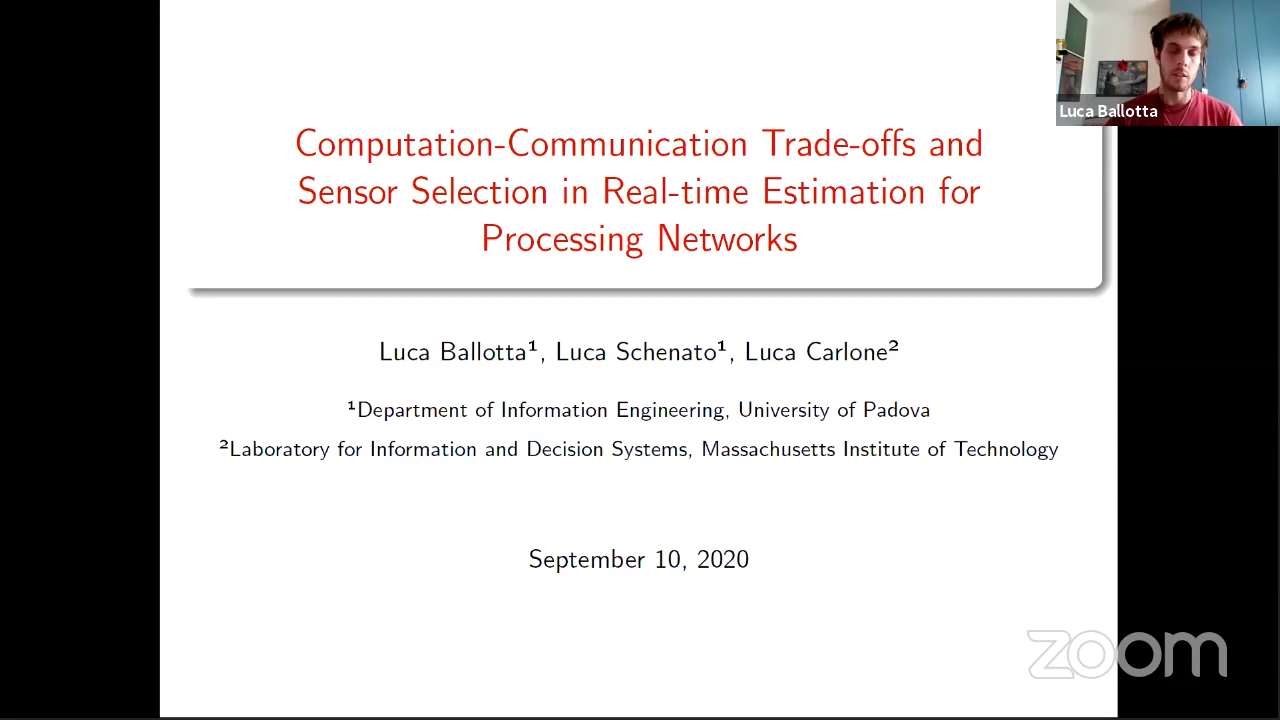 Luca Ballotta
Computation-Communication Trade-offs and
Sensor Selection in Real-time Estimation for
Processing Networks
Luca Ballotta¹, Luca Schenato¹, Luca Carlone²
¹Department of Information Engineering, University of Padova
²Laboratory for Information and Decision Systems, Massachusetts Institute of Technology
September 10, 2020
zoom